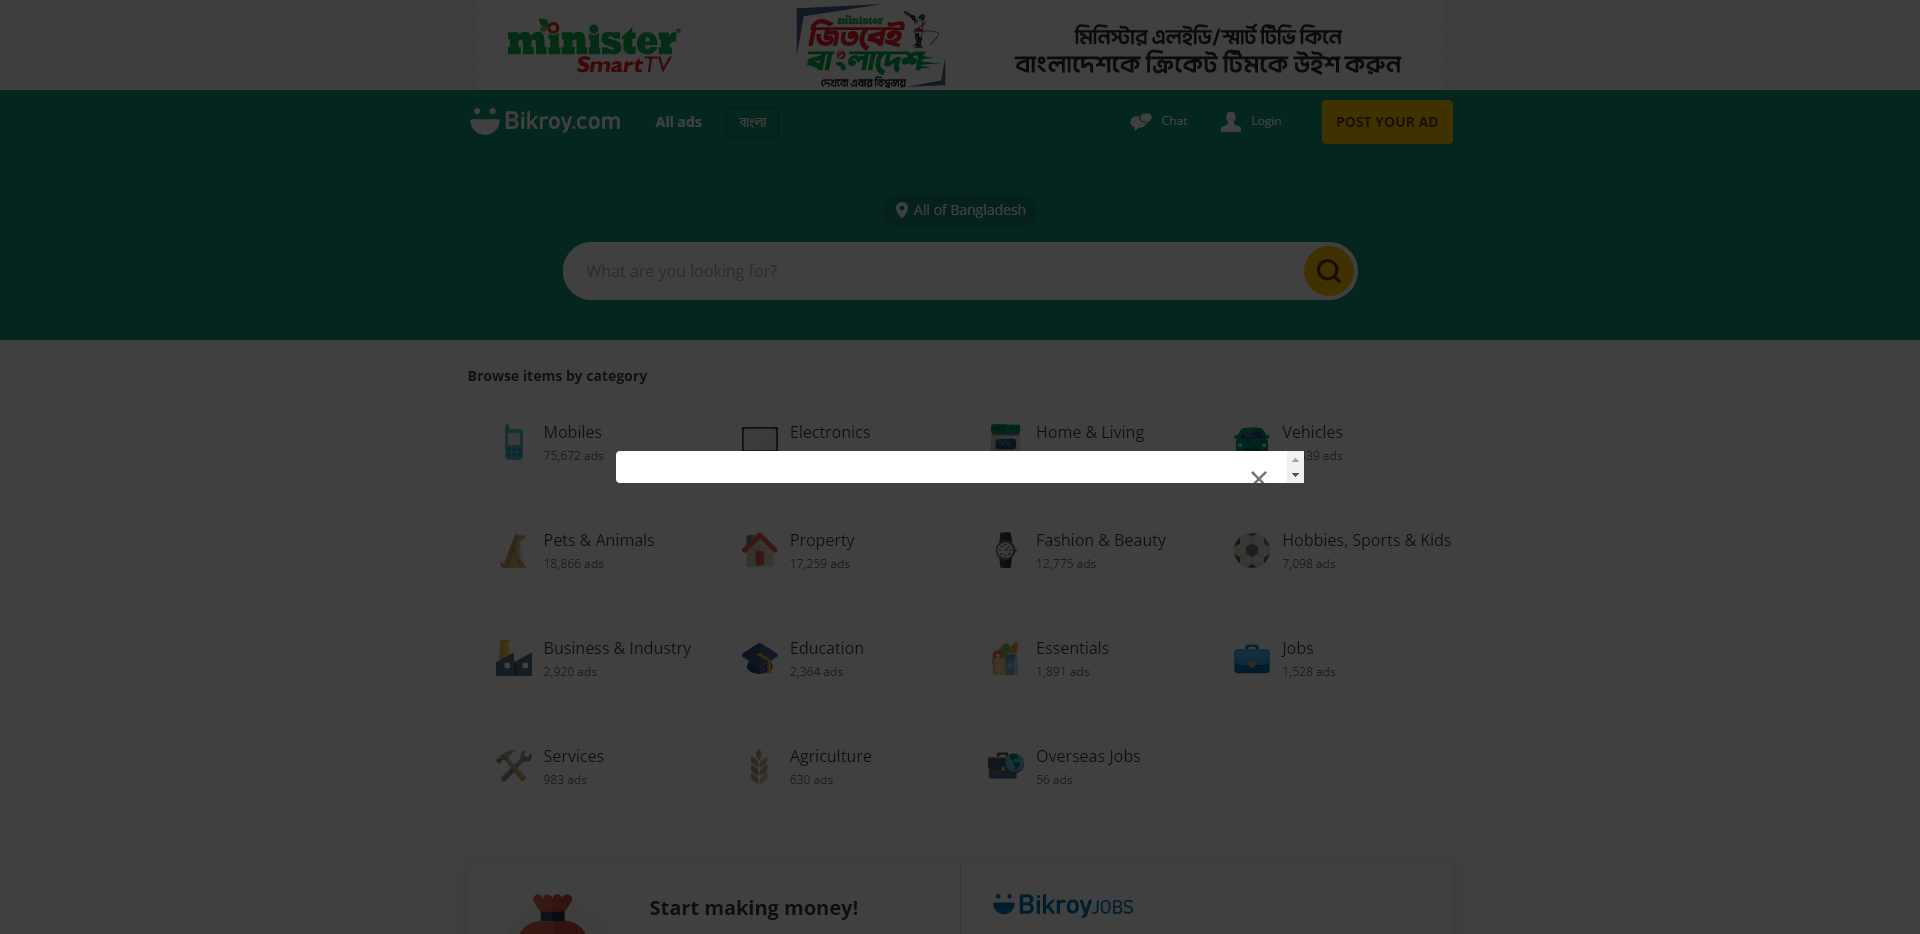 minister
SmartTV
minister
জিতবেই
বাংলাদেশ
দেখবো এবার বিশ্বজয়
মিনিস্টার এলইডি/স্মার্ট টিভি কিনে
বাংলাদেশকে ক্রিকেট টিমকে উইশ করুন
Bikroy.com
All ads
বাংলা
Chat
Login
POST YOUR AD
All of Bangladesh
What are you looking for?
Browse items by category
Mobiles
75,672 ads
Electronics
Home & Living
Vehicles
39 ads
Pets & Animals
18,866 ads
Property
17,259 ads
Fashion & Beauty
12,775 ads
Hobbies, Sports & Kids
7,098 ads
Business & Industry
2,920 ads
Education
2,364 ads
Essentials
1,891 ads
Jobs
1,528 ads
Services
983 ads
Agriculture
630 ads
Overseas Jobs
56 ads
Start making money!
BikroyJOBS